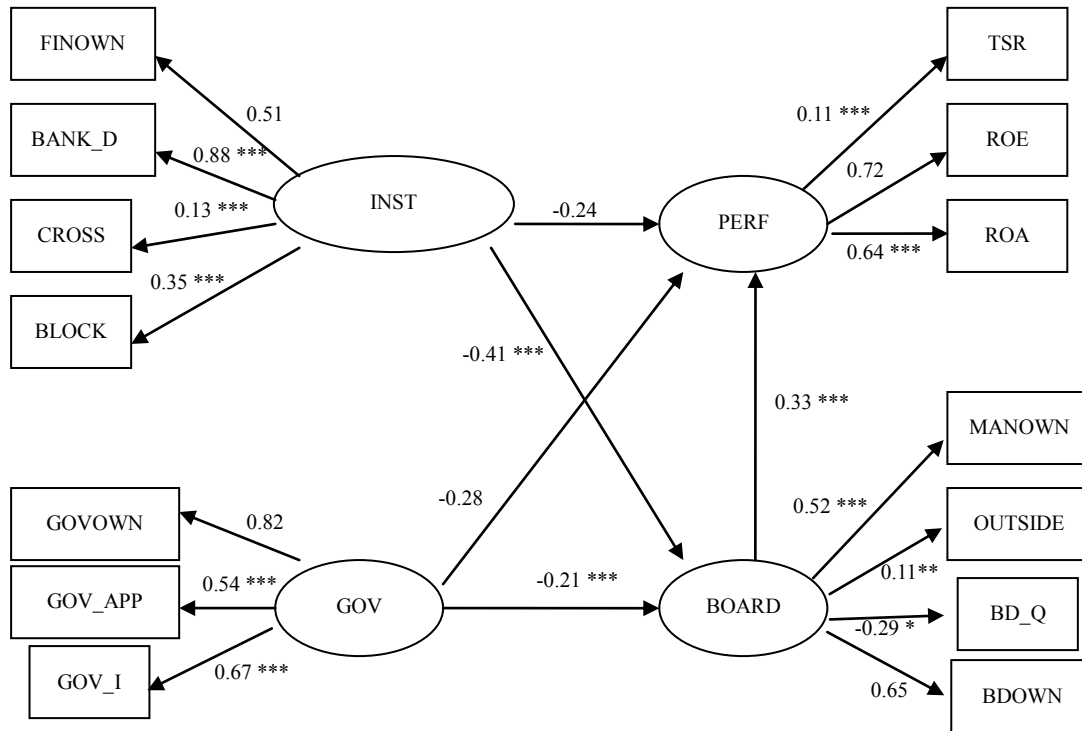 FINOWN
TSR
0.51
0.11 ***
BANK_D
0.88 ***
ROE
0.72
INST
-0.24
PERF
CROSS
0.13 ***
ROA
0.64 ***
0.35 ***
BLOCK
-0.41 ***
0.33 ***
MANOWN
-0.28
0.52 ***
GOVOWN
0.82
OUTSIDE
0.11**
GOV_APP
0.54 ***
GOV
-0.21 ***
BOARD
BD_Q
-0.29 *
GOV_I
0.67 ***
0.65
BDOWN